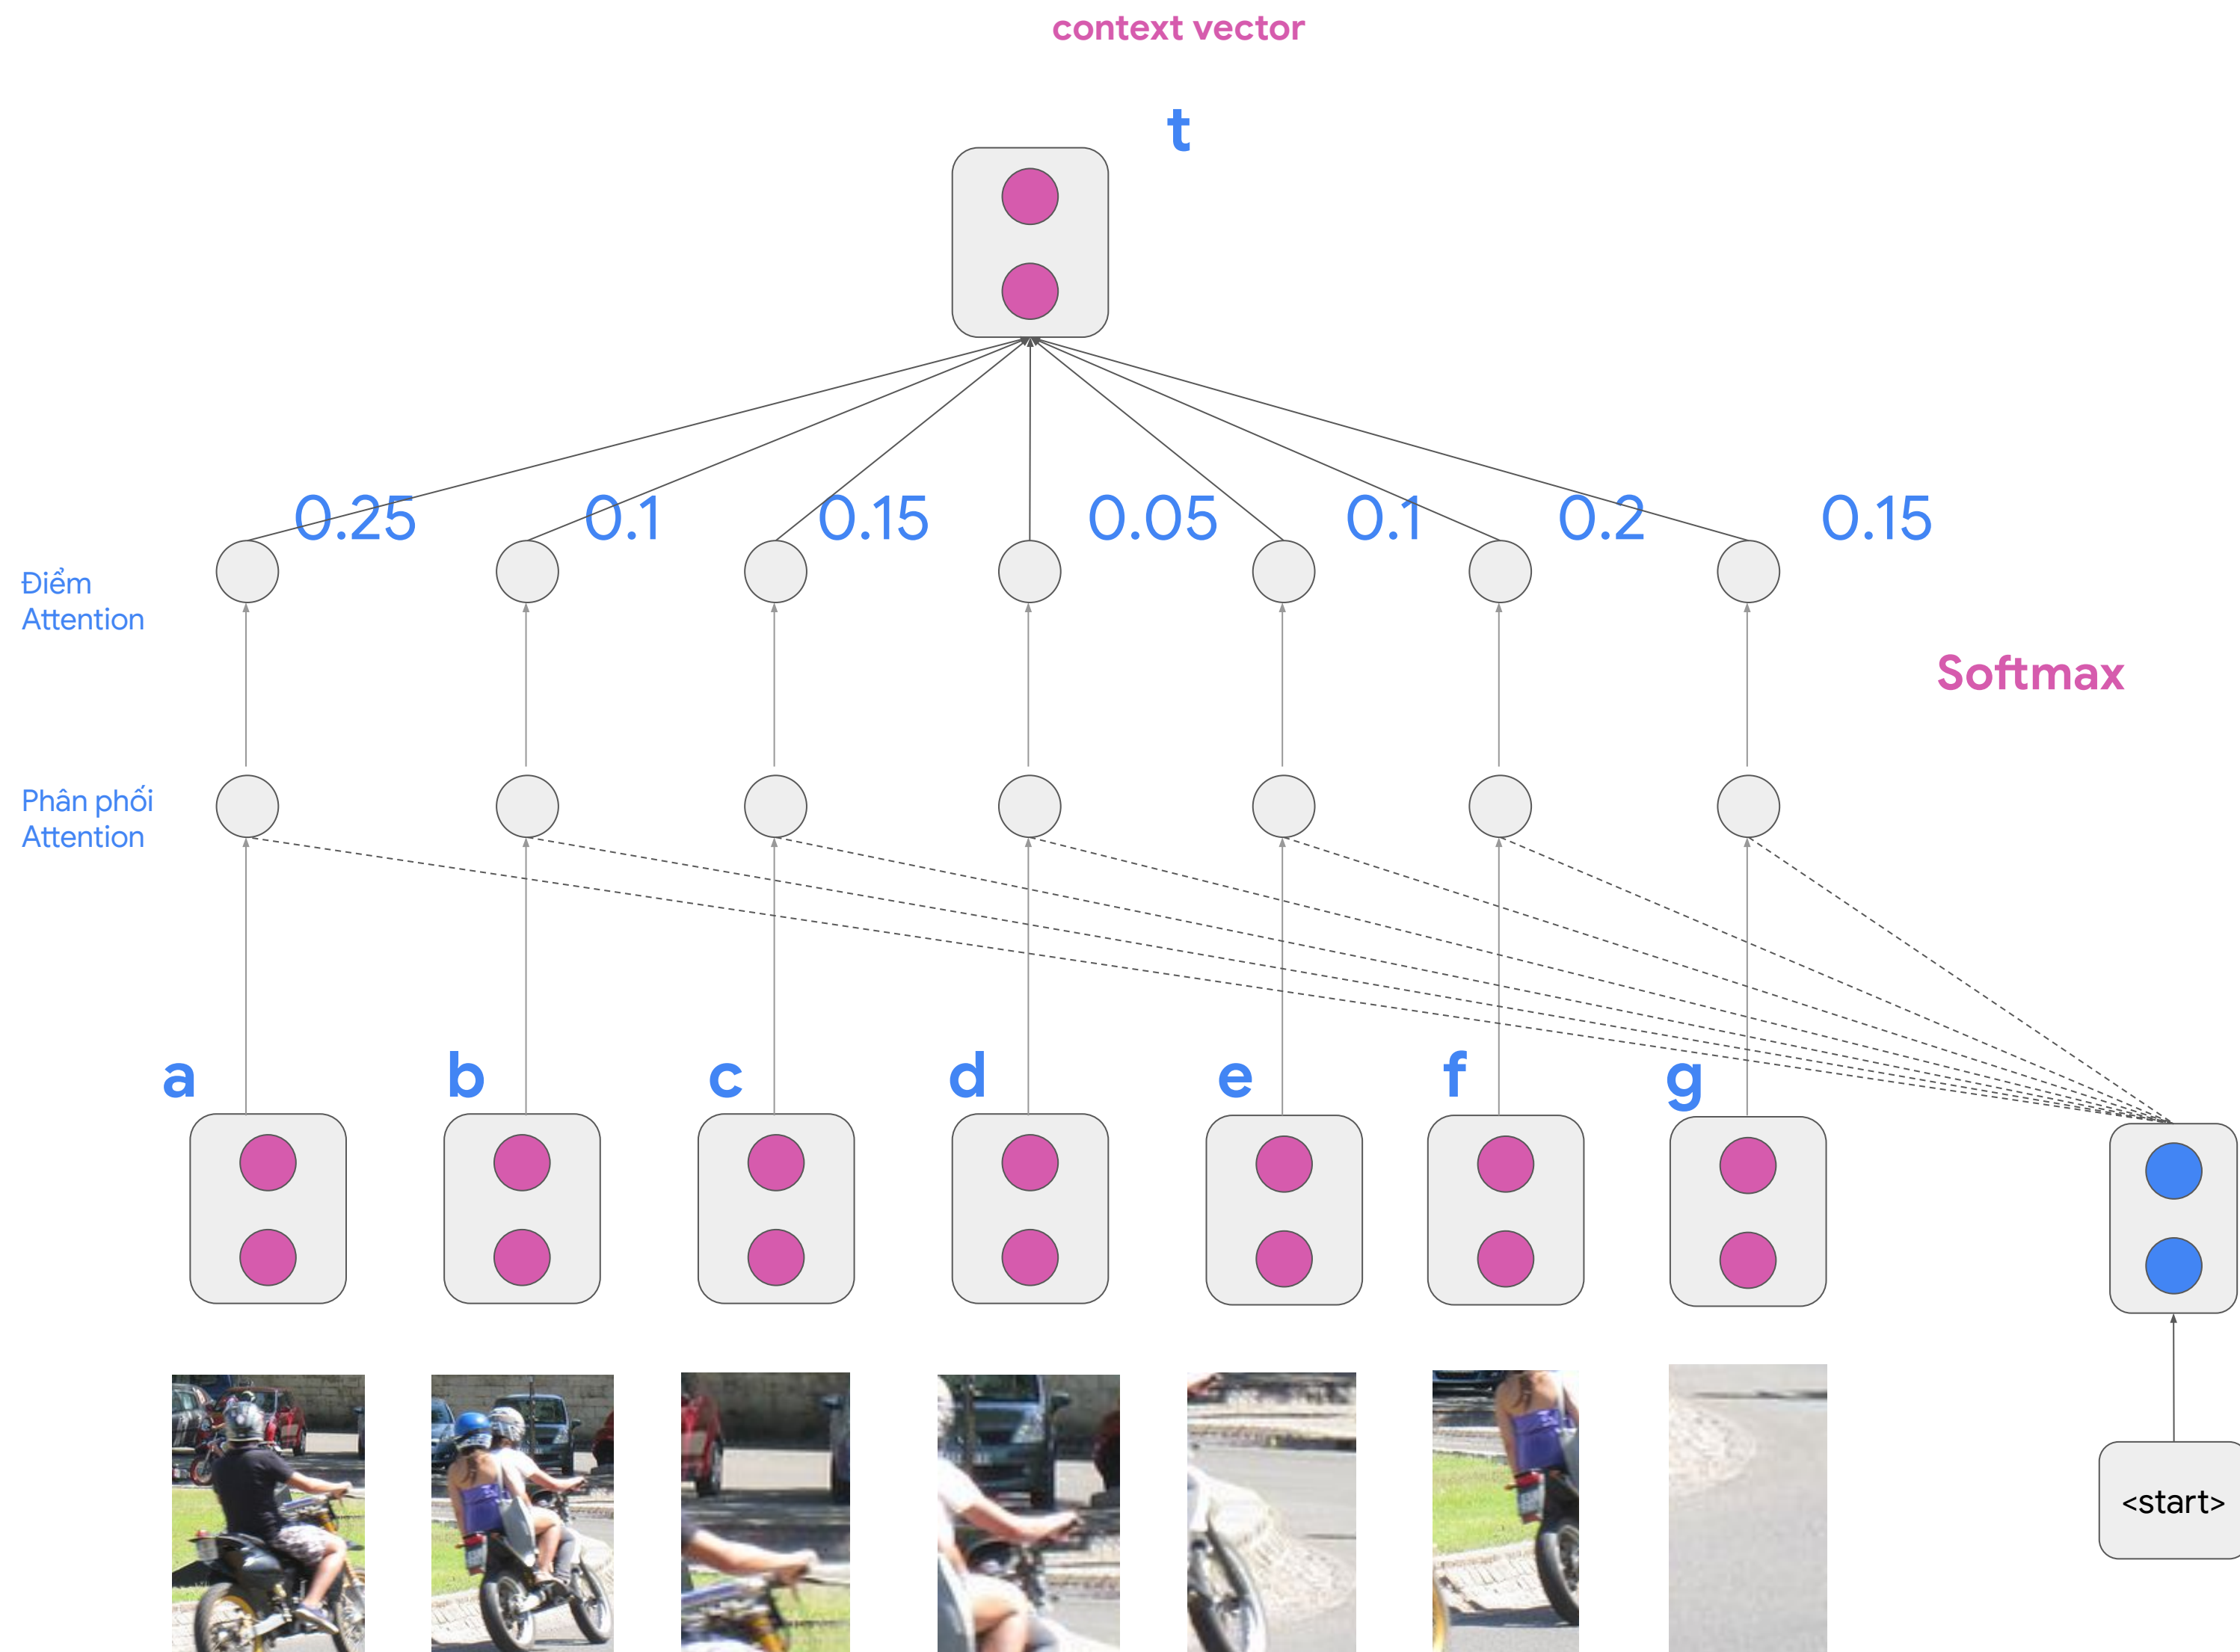 context vector
t
0.25 0.1 0.15 0.05 0.1 0.2 0.15
Điểm
Attention
Softmax
Phân phối
Attention
a b c d e f g
<start>